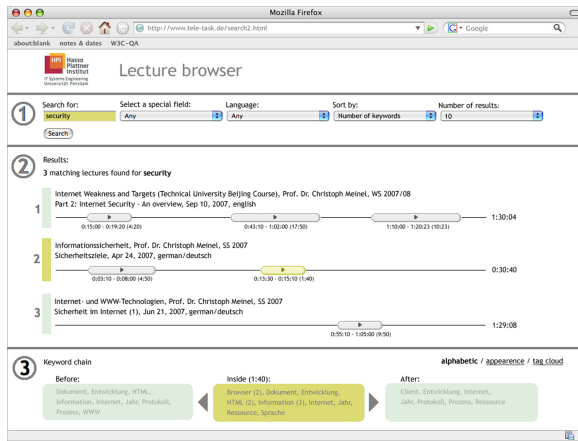 Mozilla Firefox
http://www.tele-task.de/search2.html
Google
about:blank notes & dates W3C-QA
HPI Hasso Plattner Institut
IT Systems Engineering
Universität Potsdam
Lecture browser
1
Search for: Select a special field: Language: Sort by: Number of results:
security Any Any Number of keywords 10
Search
2
Results:
3 matching lectures found for security
1
Internet Weakness and Targets (Technical University Beijing Course), Prof. Dr. Christoph Meinel, WS 2007/08
Part 2: Internet Security - An overview, Sep 10, 2007, english
1:30:04
0:15:00 - 0:19:20 (4:20) 0:43:10 - 1:02:00 (17:50) 1:10:00 - 1:20:23 (10:23)
2
Informationssicherheit, Prof. Dr. Christoph Meinel, SS 2007
Sicherheitsziele, Apr 24, 2007, german/deutsch
0:30:40
0:03:10 - 0:08:00 (4:50) 0:13:30 - 0:15:10 (1:40)
3
Internet- und WWW-Technologien, Prof. Dr. Christoph Meinel, SS 2007
Sicherheit im Internet (1), Jun 21, 2007, german/deutsch
1:29:08
0:55:10 - 1:05:00 (9:50)
3
Keyword chain alphabetic / appearence / tag cloud
Before:
Dokument, Entwicklung, HTML,
Information, Internet, Jahr, Protokoll,
Prozess, WWW
Inside (1:40):
Browser (2), Dokument, Entwicklung,
HTML (2), Information (3), Internet, Jahr,
Ressource, Sprache
After:
Client, Entwicklung, Internet,
Jahr, Protokoll, Prozess, Ressource